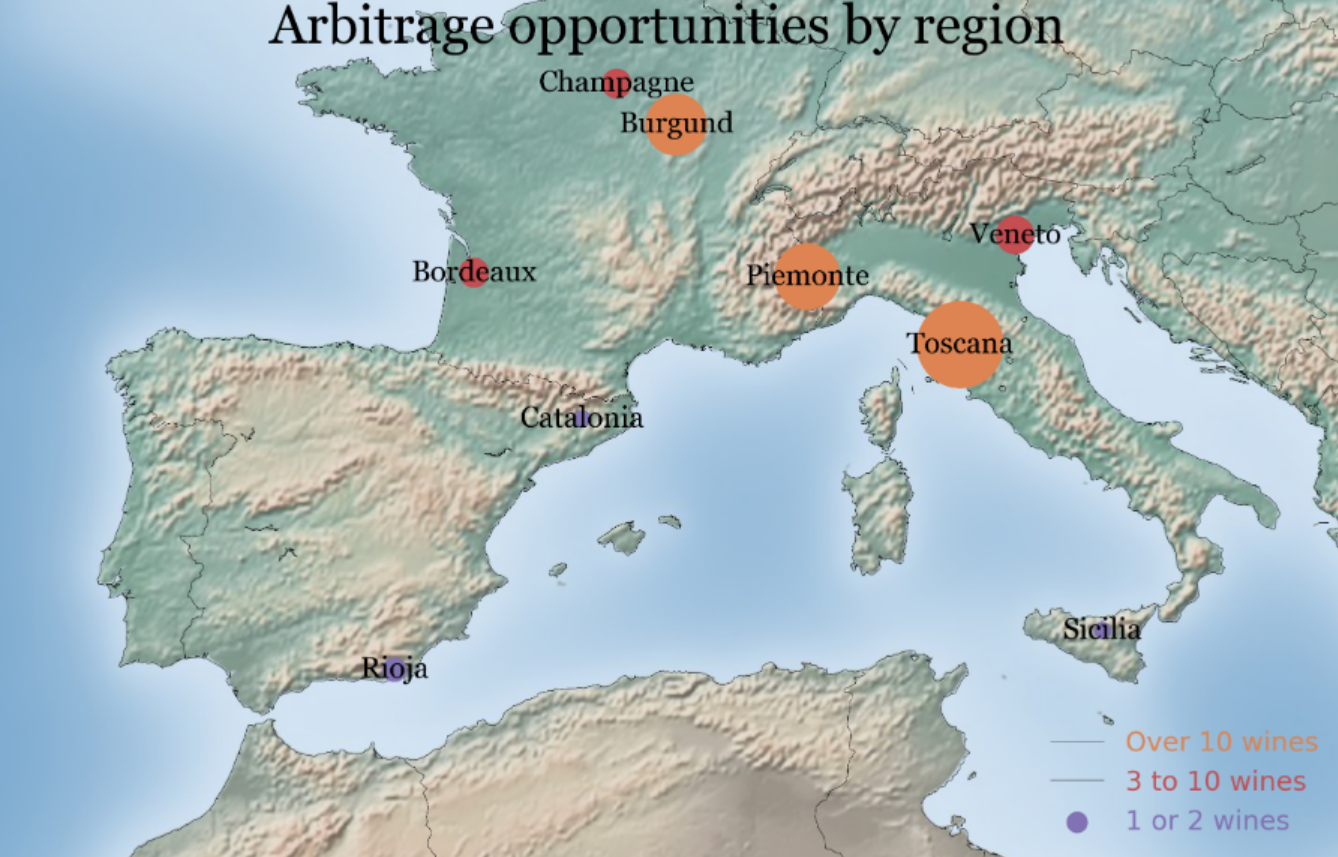 Arbitrage opportunities by region
Champagne
Burgund
Veneto
Bordeaux
Piemonte
Toscana
Catalonia
Sicilia
Rioja
Over 10 wines
3 to 10 wines
1 or 2 wines